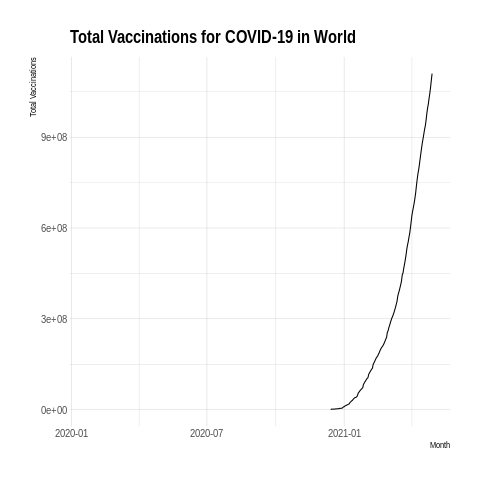 Total Vaccinations for COVID-19 in World
Total Vaccinations
9e+08
6e+08
3e+08
0e+00
2020-01 2020-07 2021-01
Month